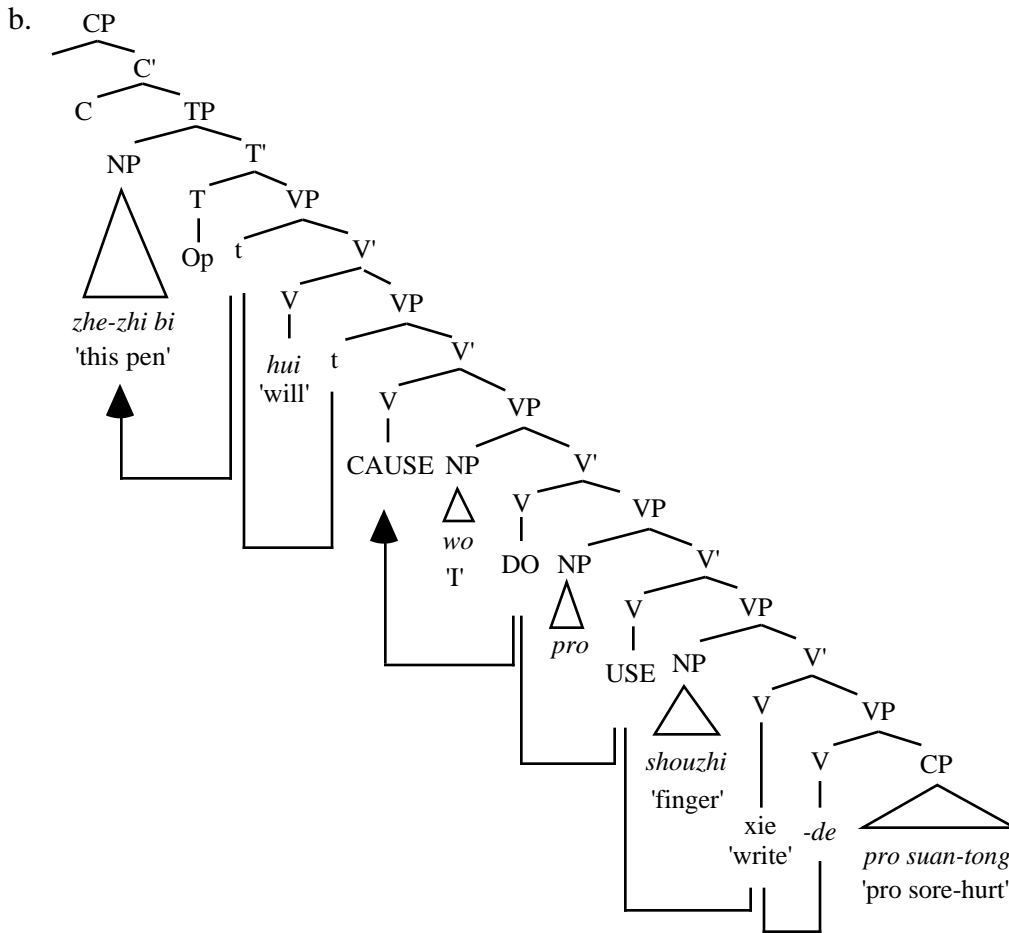 b.
CP
C'
C TP
NP T'
T VP
Op t V'
zhe-zhi bi V VP
'this pen' hui t V'
'will' V VP
CAUSE NP V'
wo V VP
'I' DO NP V'
pro V VP
USE NP V'
shouzhi V VP
'finger' V CP
xie -de pro suan-tong
'write' 'pro sore-hurt'